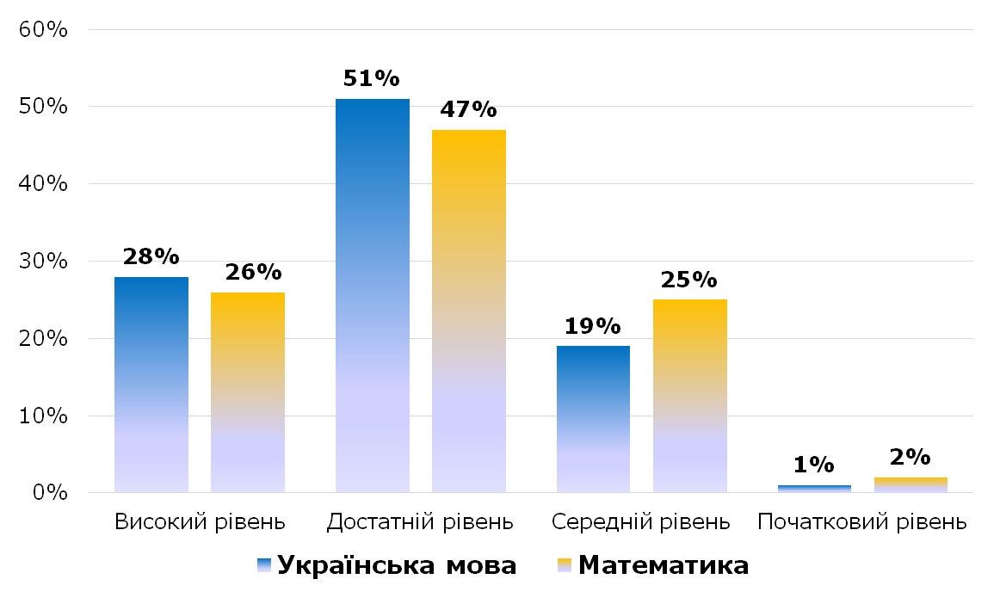 60%
50%
40%
30%
20%
10%
0%
28%
26%
51%
47%
19%
25%
1%
2%
Високий рівень
Достатній рівень
Середній рівень
Початковий рівень
Українська мова
Математика